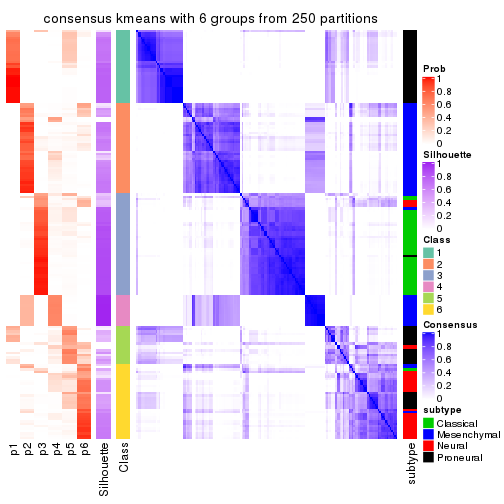 consensus kmeans with 6 groups from 250 partitions
Prob
1
0.8
0.6
0.4
0.2
0
Silhouette
1
0.8
0.6
0.4
0.2
0
Class
1
2
3
4
5
6
Consensus
1
0.8
0.6
0.4
0.2
0
subtype
Classical
Mesenchymal
Neural
Proneural
p1
p2
p3
p4
p5
p6
Silhouette
Class
subtype